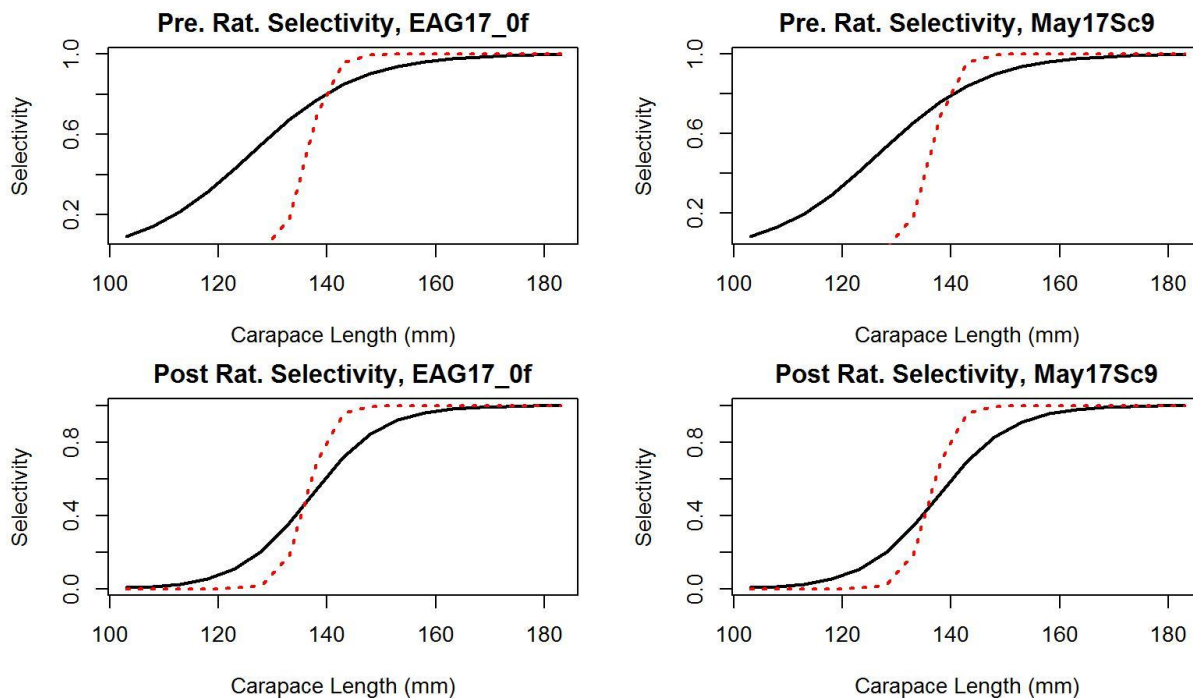 Pre. Rat. Selectivity, EAG17_0f
Selectivity
0.2 0.6 1.0
100 120 140 160 180
Carapace Length (mm)
Pre. Rat. Selectivity, May17Sc9
Selectivity
0.2 0.6 1.0
100 120 140 160 180
Carapace Length (mm)
Post Rat. Selectivity, EAG17_0f
Selectivity
0.0 0.4 0.8
100 120 140 160 180
Carapace Length (mm)
Post Rat. Selectivity, May17Sc9
Selectivity
0.0 0.4 0.8
100 120 140 160 180
Carapace Length (mm)